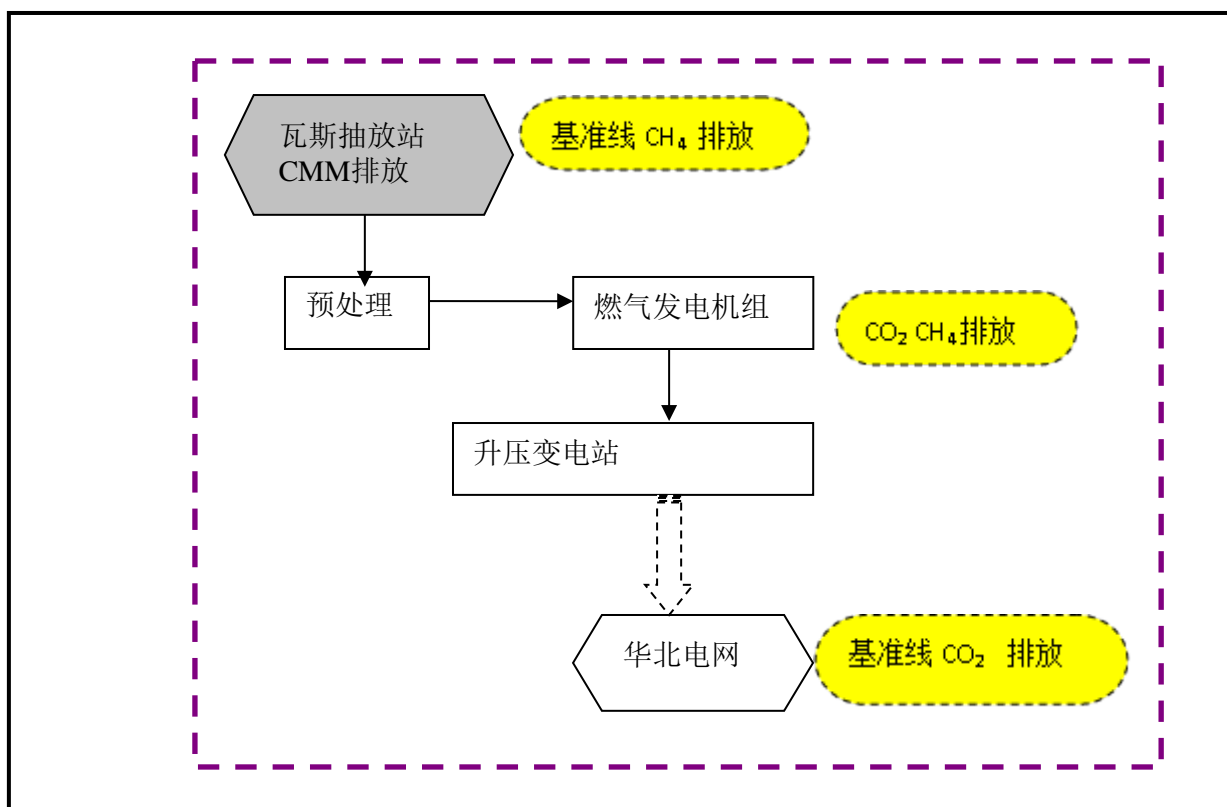 瓦斯抽放站
CMM排放
基准线 CH₄ 排放
预处理
燃气发电机组
CO₂ CH₄排放
升压变电站
华北电网
基准线 CO₂ 排放